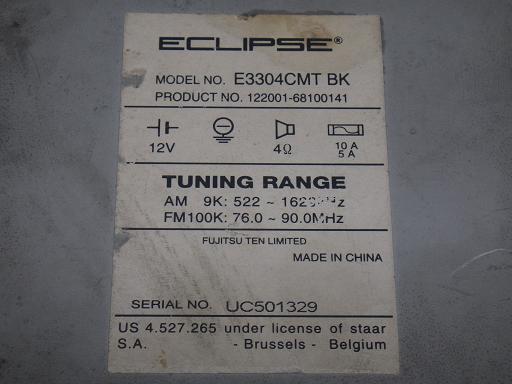 ECLIPSE®
MODEL NO. E3304CMT BK
PRODUCT NO. 122001-68100141
12V 4Ω 10 A
5 A
TUNING RANGE
AM 9K: 522 ~
FM100K: 76.0 ~ 90.0MHz
FUJITSU TEN LIMITED
MADE IN CHINA
SERIAL NO. UC501329
US 4.527.265 under license of staar
S.A. - Brussels - Belgium